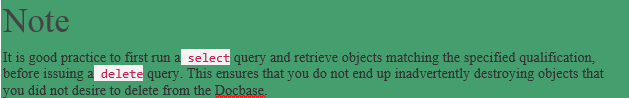 Note
It is good practice to first run a select query and retrieve objects matching the specified qualification,
before issuing a delete query. This ensures that you do not end up inadvertently destroying objects that
you did not desire to delete from the Docbase.